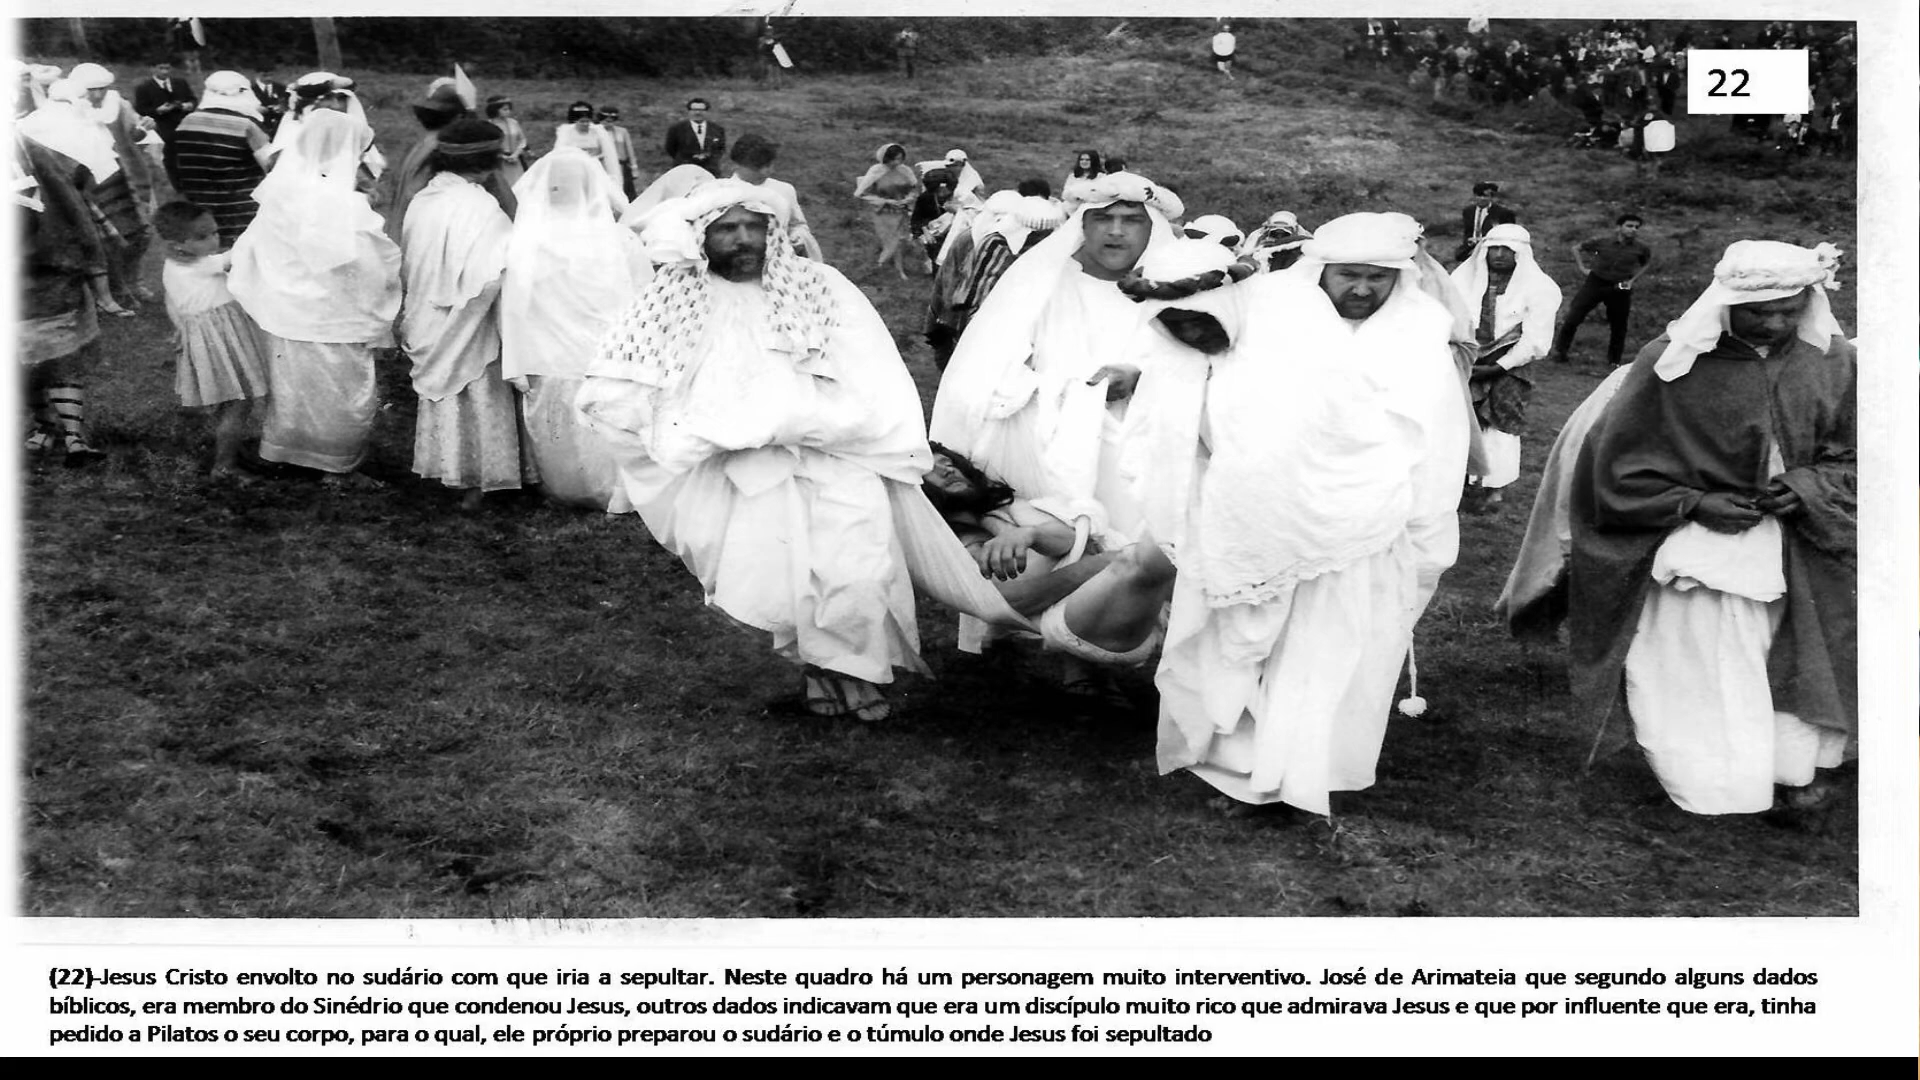 22
(22)-Jesus Cristo envolto no sudário com que iria a sepultar. Neste quadro há um personagem muito interventivo. José de Arimateia que segundo alguns dados
bíblicos, era membro do Sinédrio que condenou Jesus, outros dados indicavam que era um discípulo muito rico que admirava Jesus e que por influente que era, tinha
pedido a Pilatos o seu corpo, para o qual, ele próprio preparou o sudário e o túmulo onde Jesus foi sepultado